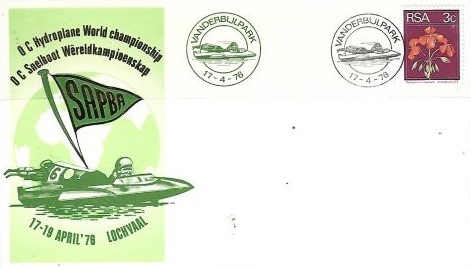 O C Hydroplane World championship
O C Snelboot Wêreldkampioenskap
SAPBA
6
17-19 APRIL '76 LOCHVAAL
VANDERBIJLPARK
17-4-76
VANDERBIJLPARK
17-4-76
RSA 3c